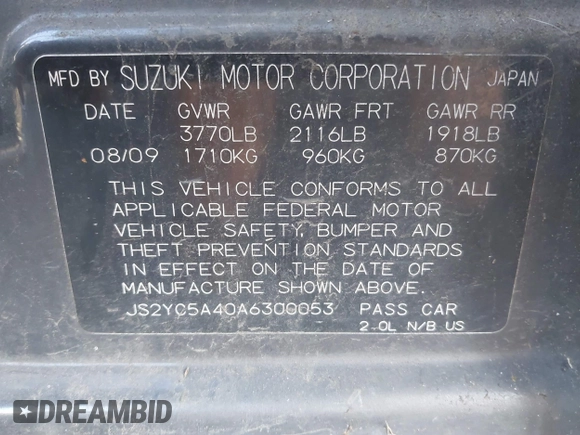 MFD BY SUZUKI MOTOR CORPORATION JAPAN
DATE GVWR GAWR FRT GAWR RR
3770LB 2116LB 1918LB
08/09 1710KG 960KG 870KG
THIS VEHICLE CONFORMS TO ALL
APPLICABLE FEDERAL MOTOR
VEHICLE SAFETY, BUMPER AND
THEFT PREVENTION STANDARDS
IN EFFECT ON THE DATE OF
MANUFACTURE SHOWN ABOVE.
JS2YC5A40A6300053 PASS CAR
2.0L N/B US
DREAMBID